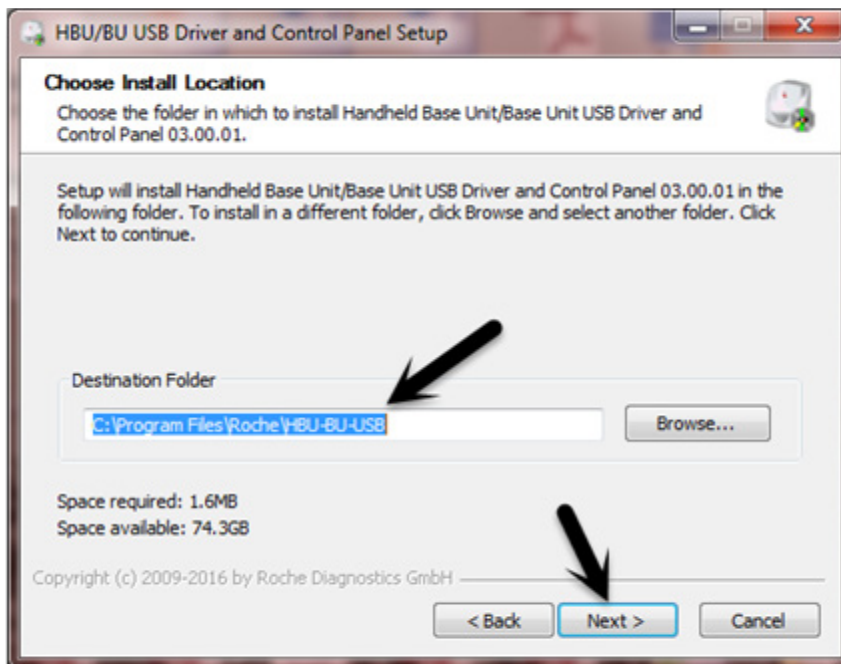 HBU/BU USB Driver and Control Panel Setup
Choose Install Location
Choose the folder in which to install Handheld Base Unit/Base Unit USB Driver and
Control Panel 03.00.01.
Setup will install Handheld Base Unit/Base Unit USB Driver and Control Panel 03.00.01 in the
following folder. To install in a different folder, click Browse and select another folder. Click
Next to continue.
Destination Folder
C:\Program Files\Roche\HBU-BU-USB
Browse...
Space required: 1.6MB
Space available: 74.3GB
Copyright (c) 2009-2016 by Roche Diagnostics GmbH
< Back Next > Cancel